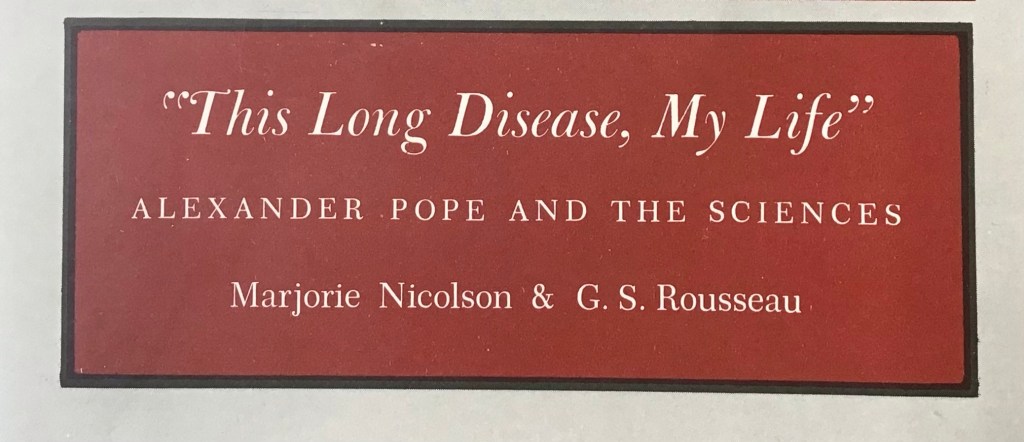 “This Long Disease, My Life”
ALEXANDER POPE AND THE SCIENCES
Marjorie Nicolson & G. S. Rousseau